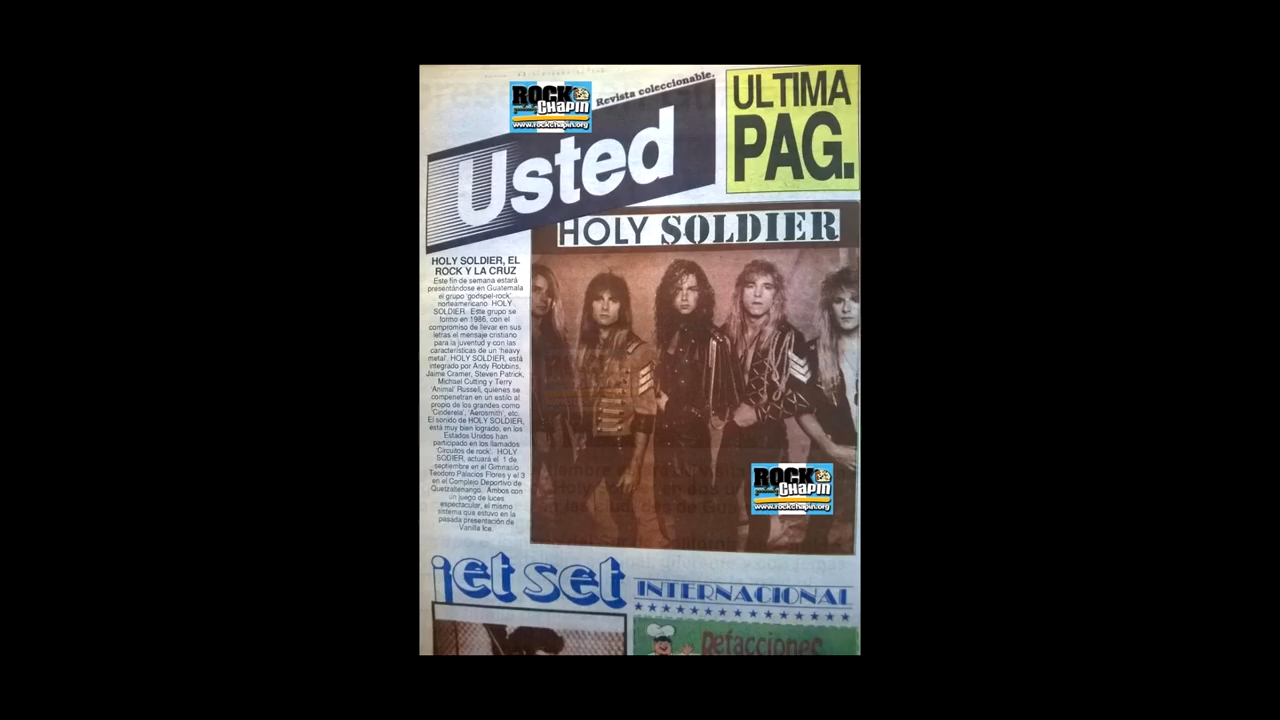 Revista coleccionable.
ROCK
CHAPIN
www.rockchapin.org
Usted
ULTIMA
PAG.
HOLY SOLDIER
HOLY SOLDIER, EL
ROCK Y LA CRUZ
Este fin de semana estará
presentándose en Guatemala
el grupo 'godspel-rock'
norteamericano HOLY
SOLDIER. Este grupo se
formo en 1986, con el
compromiso de llevar en sus
letras el mensaje cristiano
para la juventud y con las
características de un 'heavy
metal'. HOLY SOLDIER, está
integrado por Andy Robbins,
Jaime Cramer, Steven Patrick,
Michael Cutting y Terry
'Animal' Russell, quienes se
compenetran en un estilo al
propio de los grandes como
'Cinderela', 'Aerosmith', etc.
El sonido de HOLY SOLDIER,
está muy bien logrado, en los
Estados Unidos han
participado en los llamados
'Circuitos de rock'. HOLY
SODIER, actuará el 1 de
septiembre en el Gimnasio
Teodoro Palacios Flores y el 3
en el Complejo Deportivo de
Quetzaltenango. Ambos con
un juego de luces
espectacular, el mismo
sistema que estuvo en la
pasada presentación de
Vanilla Ice.
ROCK
CHAPIN
www.rockchapin.org
jet set INTERNACIONAL
Refacciones